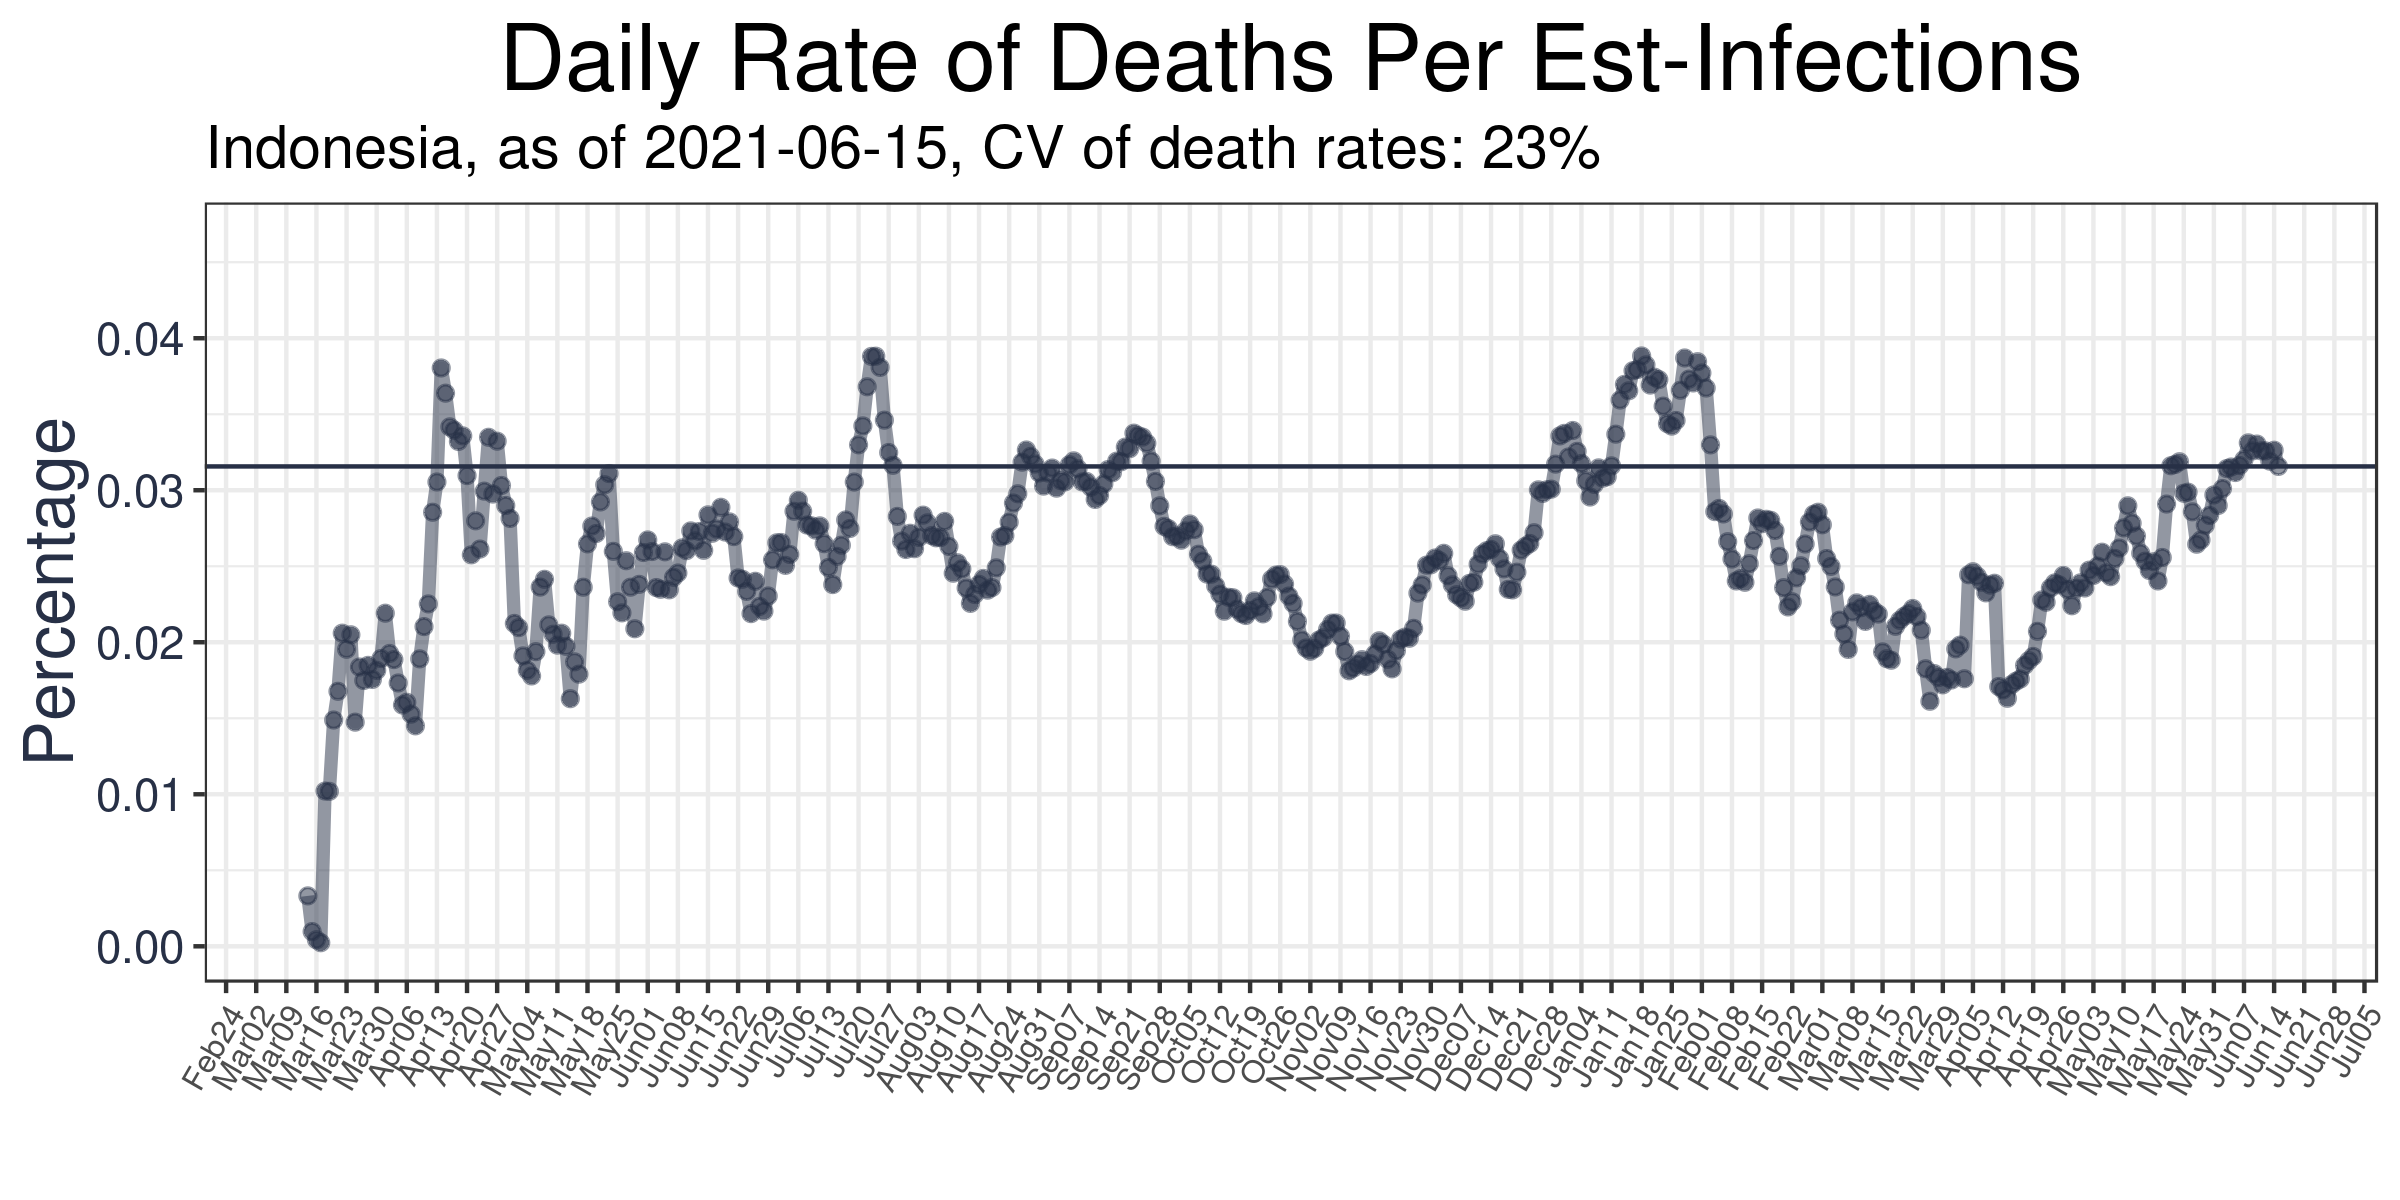 Daily Rate of Deaths Per Est-Infections
Indonesia, as of 2021-06-15, CV of death rates: 23%
Percentage
0.04
0.03
0.02
0.01
0.00
Feb24
Mar02
Mar09
Mar16
Mar23
Mar30
Apr06
Apr13
Apr20
Apr27
May04
May11
May18
May25
Jun01
Jun08
Jun15
Jun22
Jun29
Jul06
Jul13
Jul20
Jul27
Aug03
Aug10
Aug17
Aug24
Aug31
Sep07
Sep14
Sep21
Sep28
Oct05
Oct12
Oct19
Oct26
Nov02
Nov09
Nov16
Nov23
Nov30
Dec07
Dec14
Dec21
Dec28
Jan04
Jan11
Jan18
Jan25
Feb01
Feb08
Feb15
Feb22
Mar01
Mar08
Mar15
Mar22
Mar29
Apr05
Apr12
Apr19
Apr26
May03
May10
May17
May24
May31
Jun07
Jun14
Jun21
Jun28
Jul05